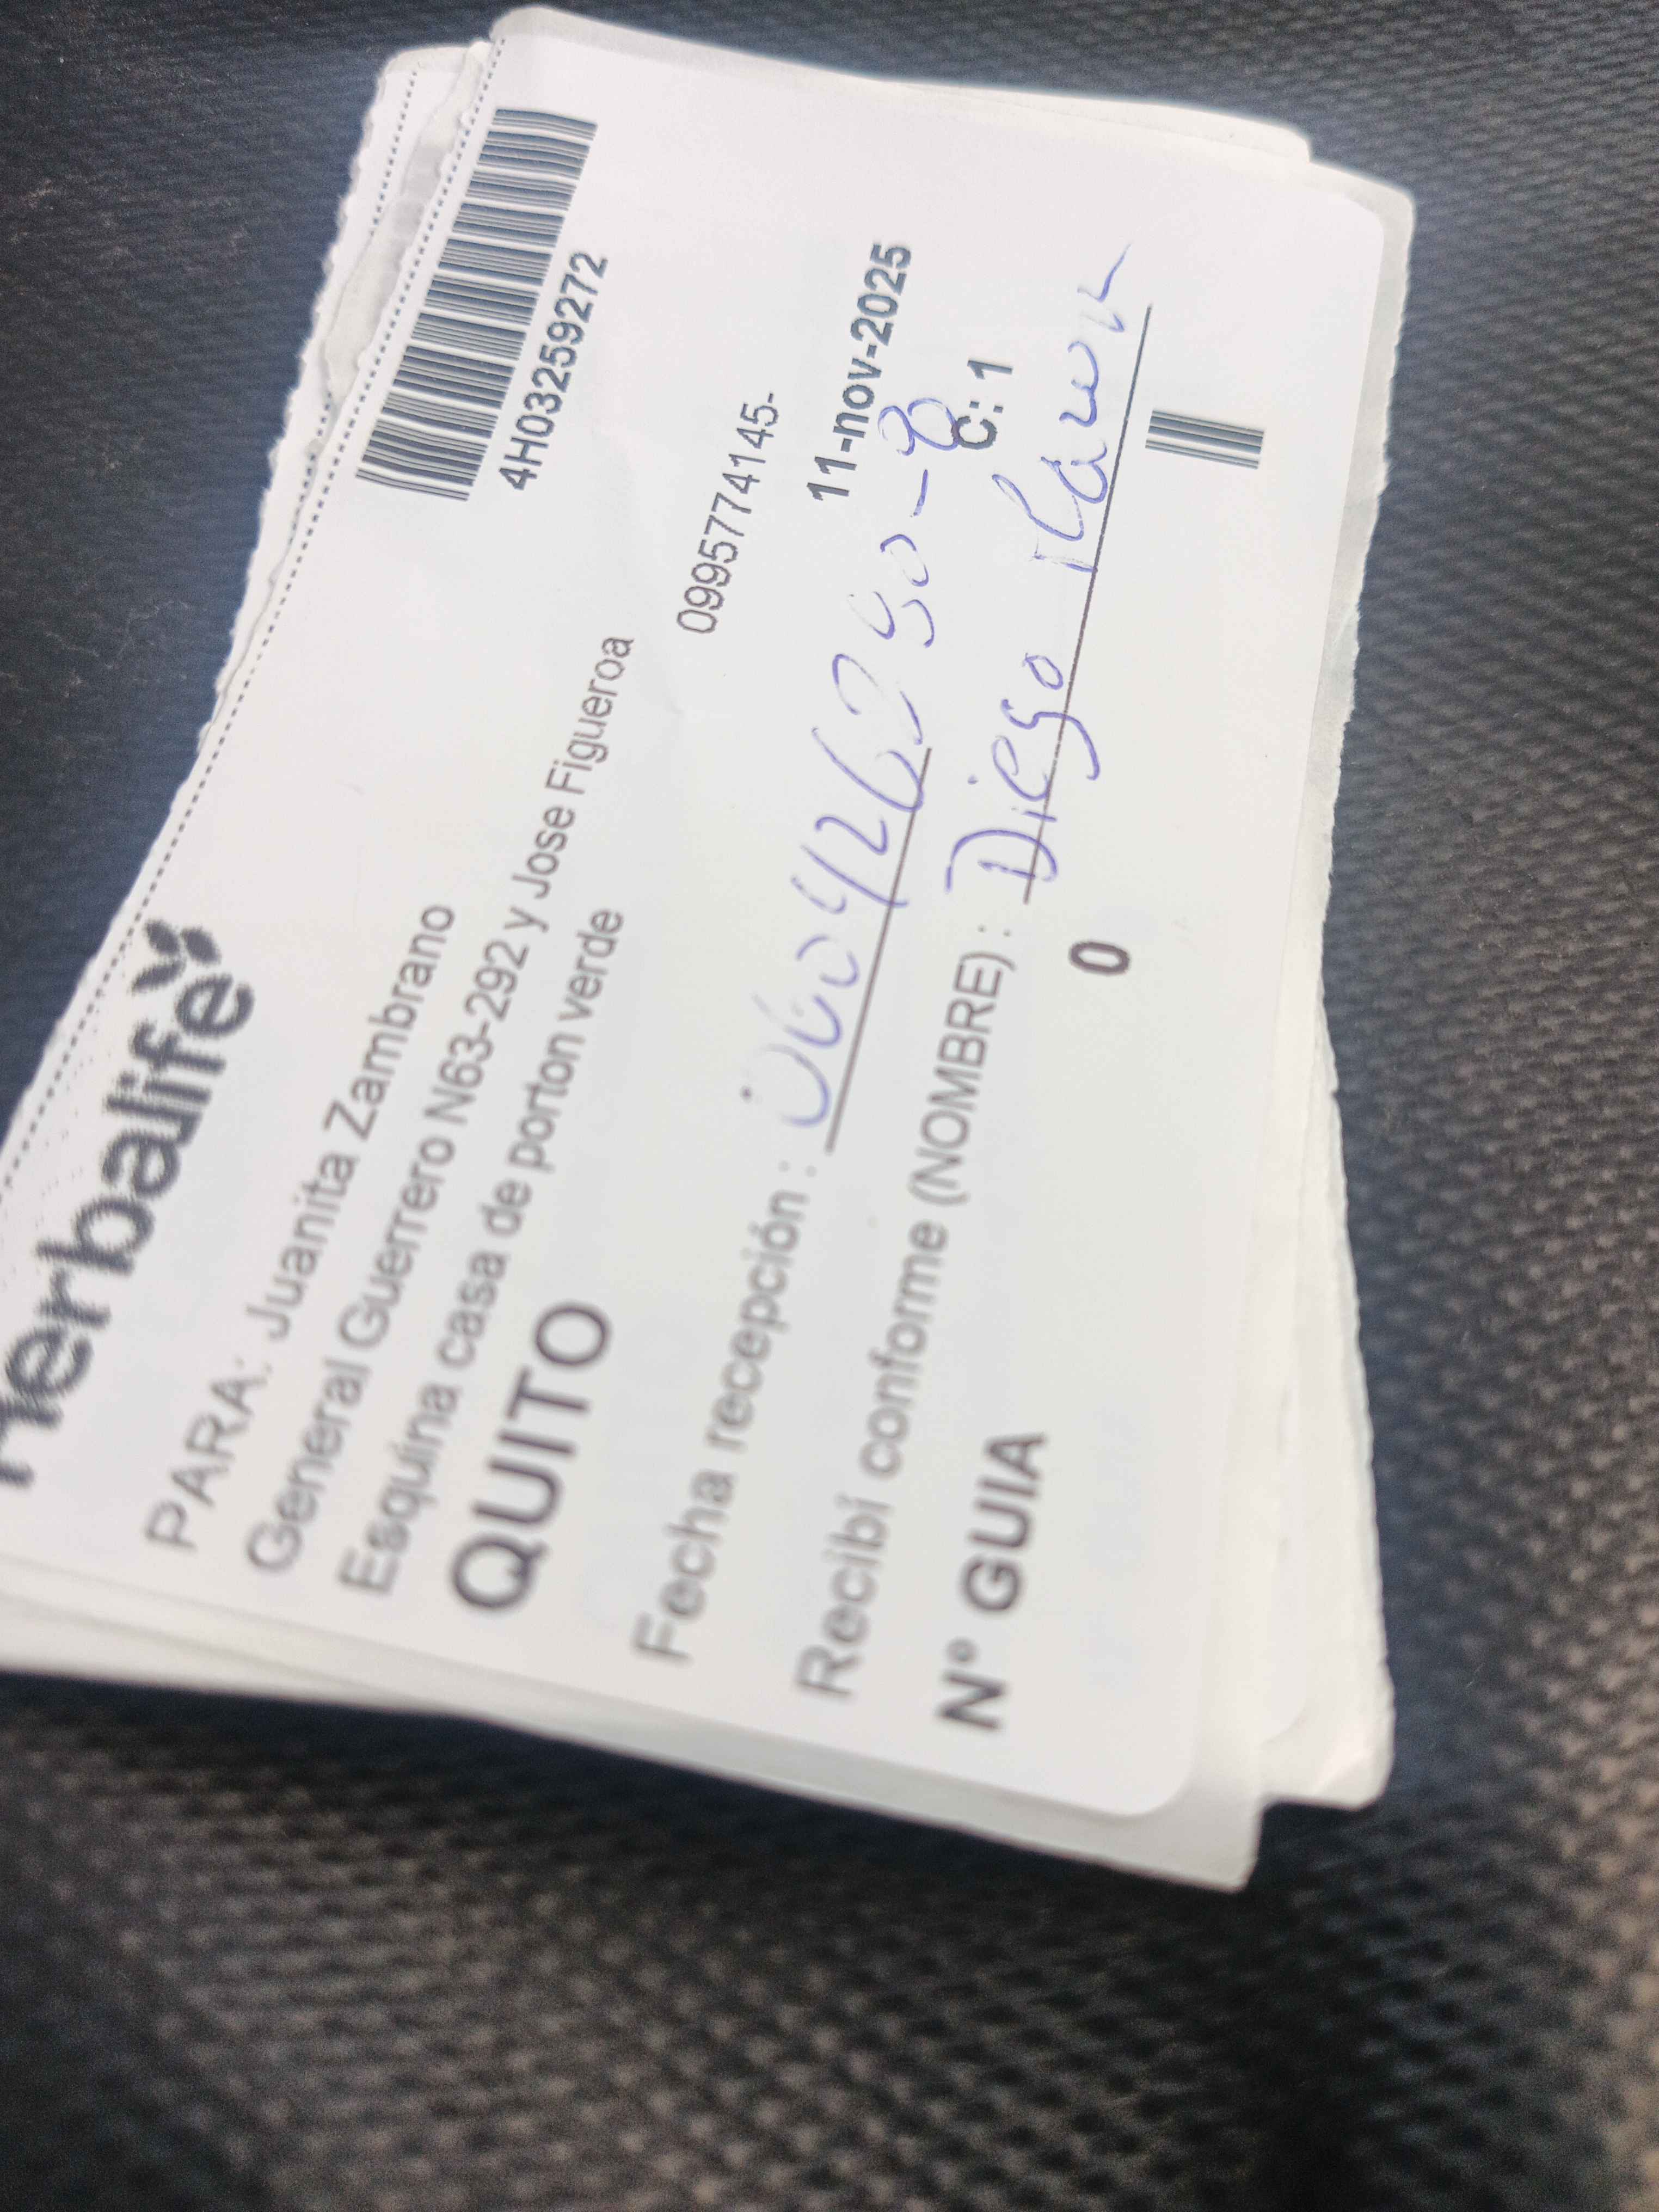 Herbalife
4H03259272
PARA: Juanita Zambrano
General Guerrero N63-292 y Jose Figueroa
Esquina casa de porton verde
QUITO
0995774145-
11-nov-2025
Fecha recepción :
C: 1
Recibí conforme (NOMBRE) : Diego
N° GUIA
0